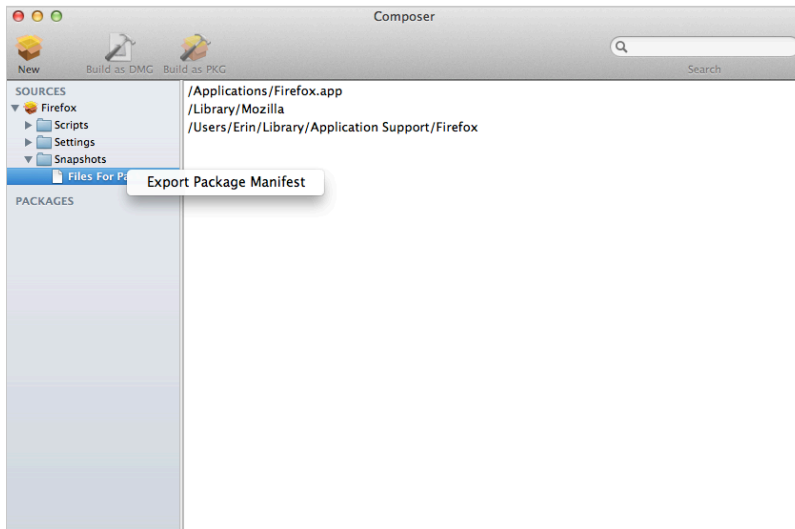 Composer
New
Build as DMG
Build as PKG
Search
SOURCES
Firefox
Scripts
Settings
Snapshots
Files For Pa
Export Package Manifest
PACKAGES
/Applications/Firefox.app
/Library/Mozilla
/Users/Erin/Library/Application Support/Firefox